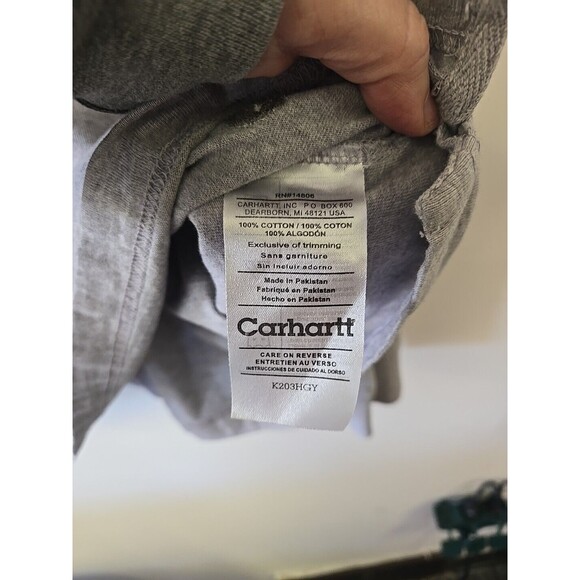 RN#14806
CARHARTT, INC P.O. BOX 600
DEARBORN, MI 48121 USA
100% COTTON / 100% COTON
100% ALGODÓN
Exclusive of trimming
Sans garniture
Sin incluir adorno
Made in Pakistan
Fabriqué en Pakistan
Hecho en Pakistan
Carhartt
CARE ON REVERSE
ENTRETIEN AU VERSO
INSTRUCCIONES DE CUIDADO AL DORSO
K203HGY